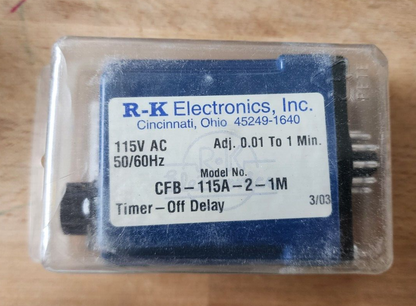 R-K Electronics, Inc.
Cincinnati, Ohio 45249-1640
115V AC Adj. 0.01 To 1 Min.
50/60Hz
Model No.
CFB-115A-2-1M
Timer-Off Delay 3/03